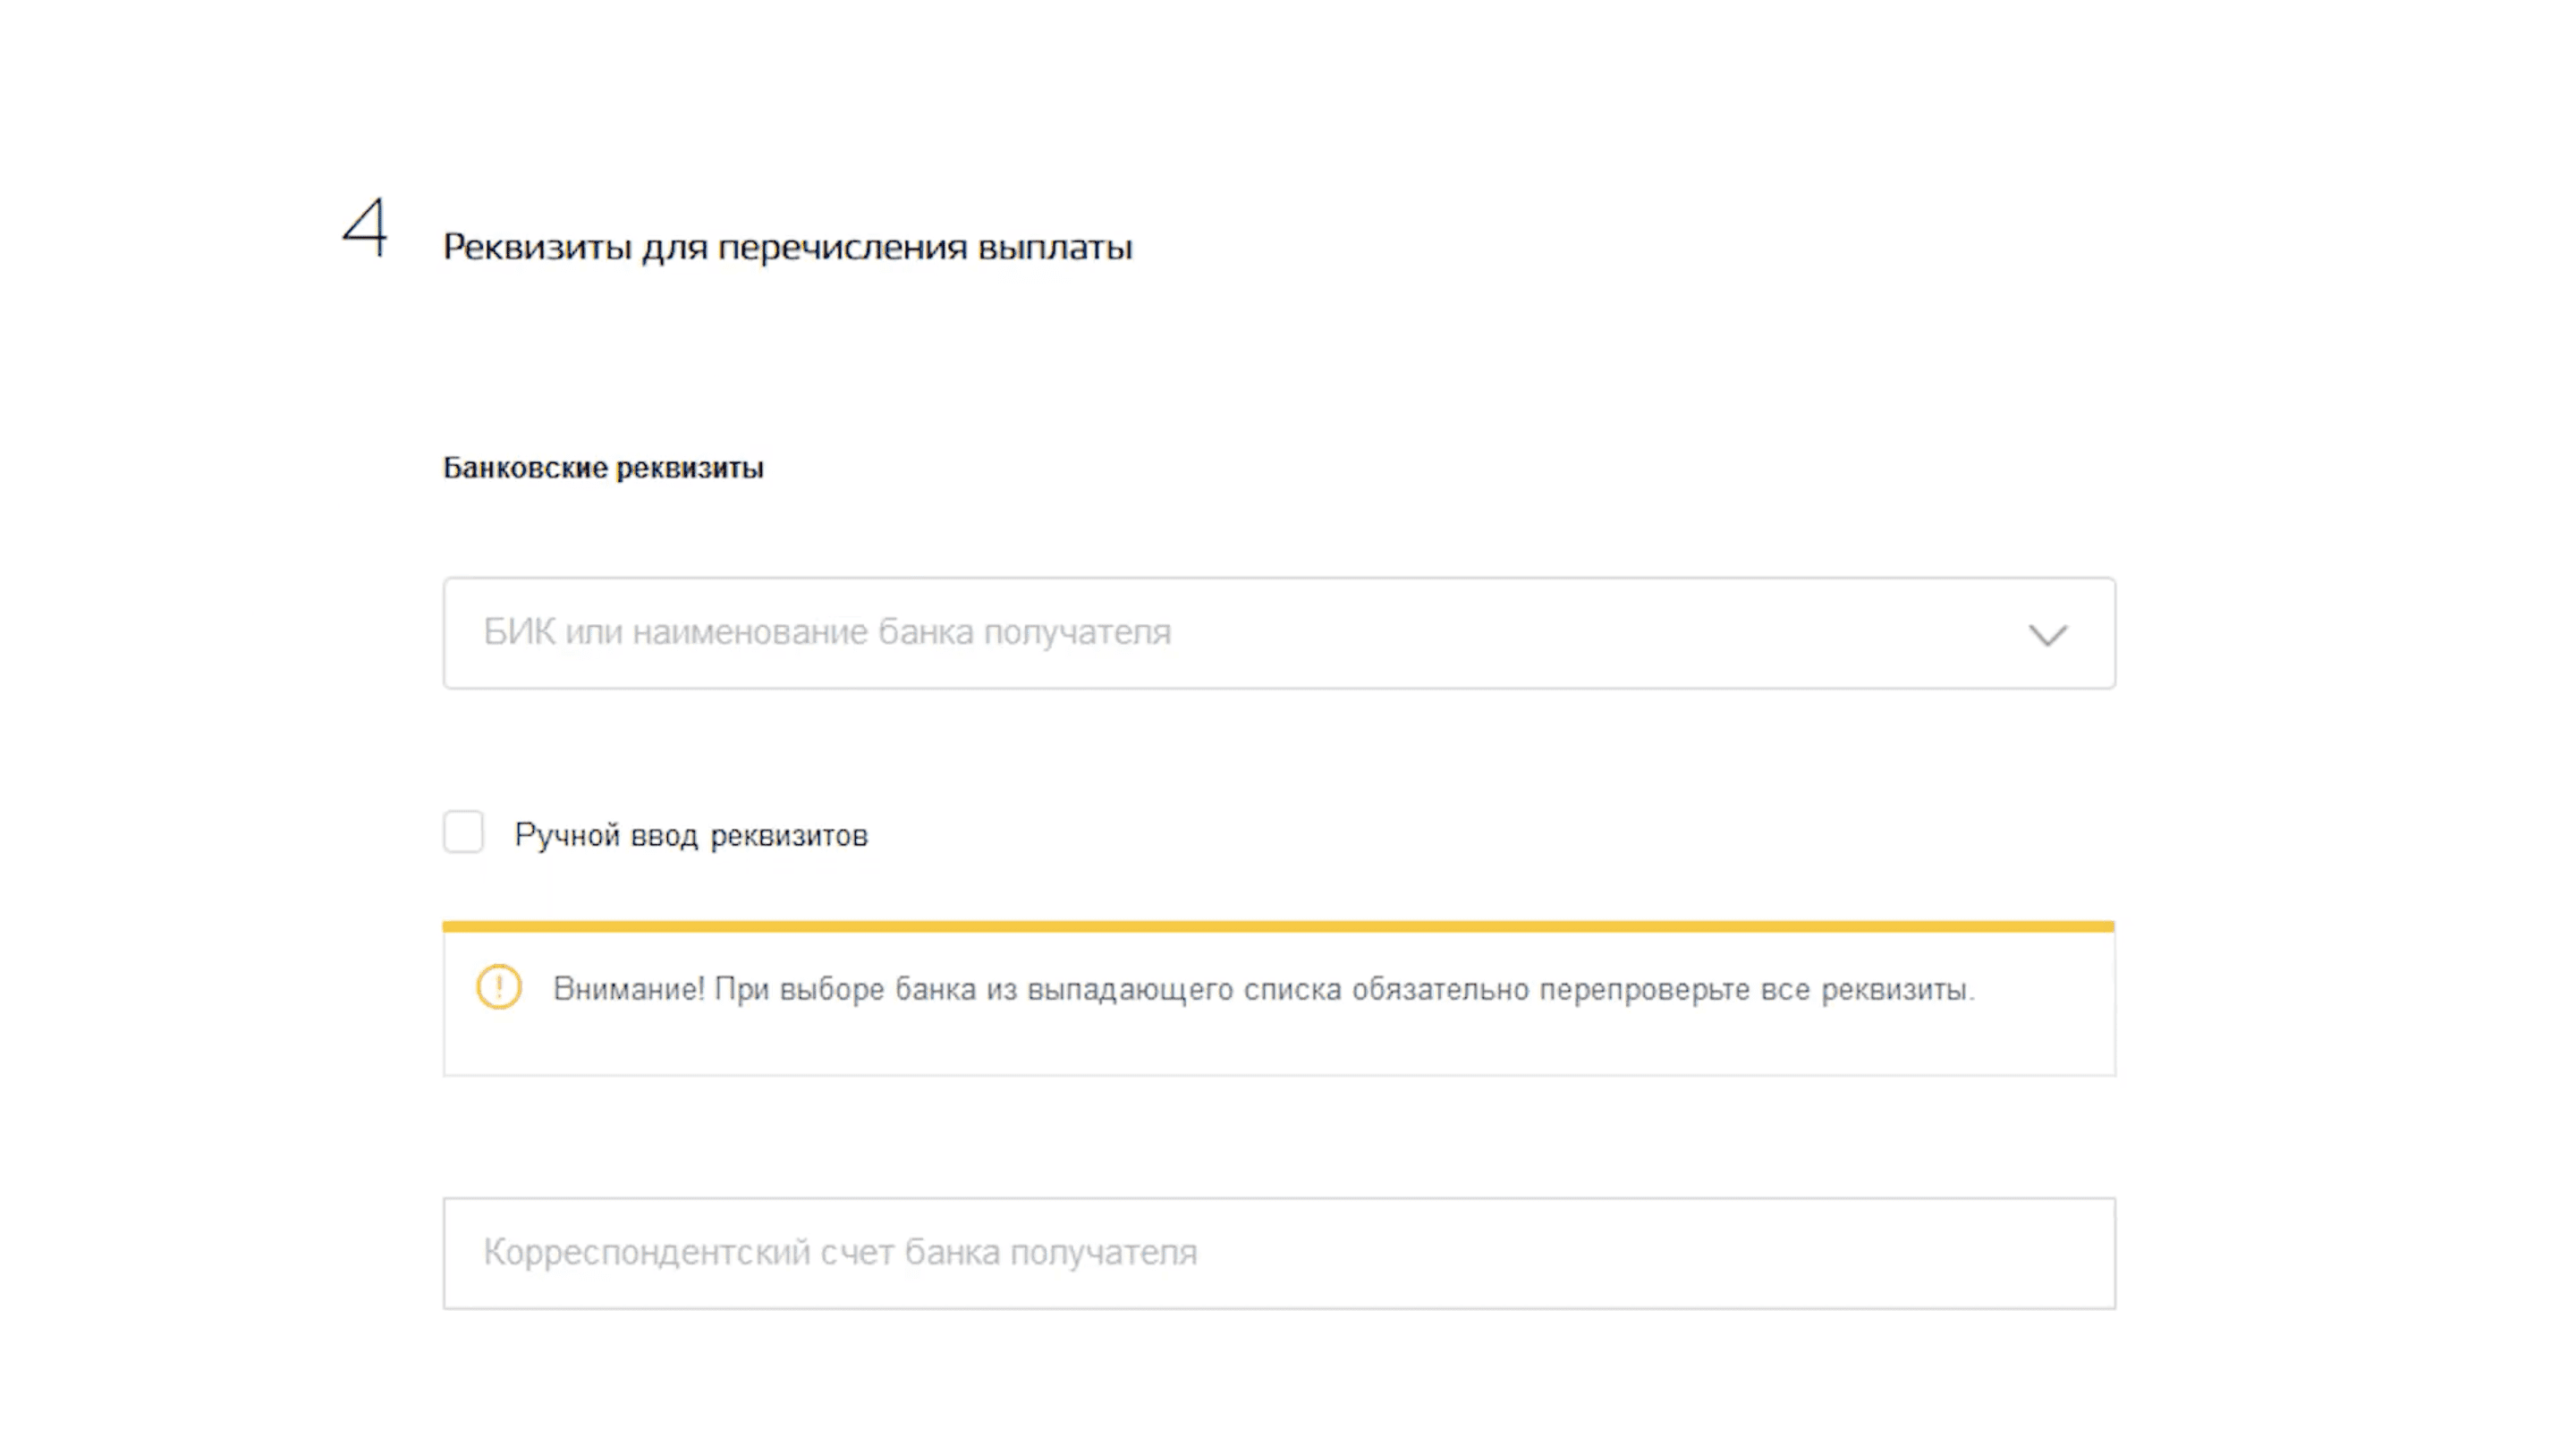 4 Реквизиты для перечисления выплаты
Банковские реквизиты
БИК или наименование банка получателя
Ручной ввод реквизитов
Внимание! При выборе банка из выпадающего списка обязательно перепроверьте все реквизиты.
Корреспондентский счет банка получателя